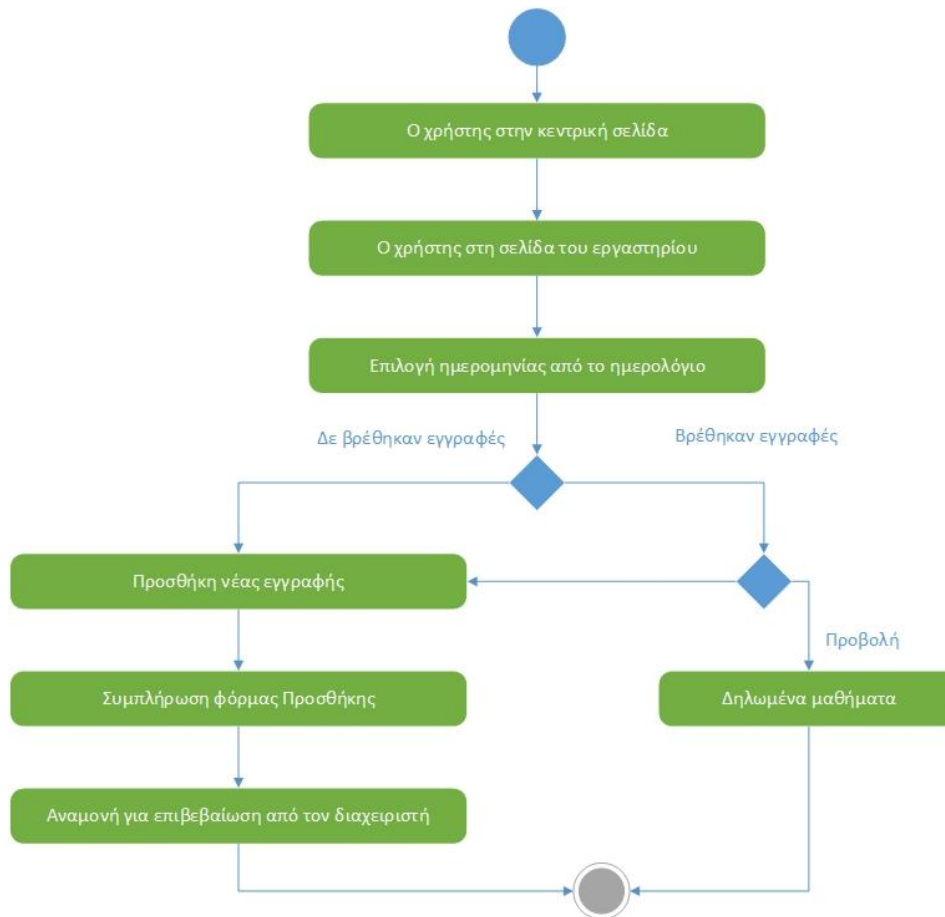 Ο χρήστης στην κεντρική σελίδα
Ο χρήστης στη σελίδα του εργαστηρίου
Επιλογή ημερομηνίας από το ημερολόγιο
Δε βρέθηκαν εγγραφές
Βρέθηκαν εγγραφές
Προσθήκη νέας εγγραφής
Προβολή
Συμπλήρωση φόρμας Προσθήκης
Δηλωμένα μαθήματα
Αναμονή για επιβεβαίωση από τον διαχειριστή